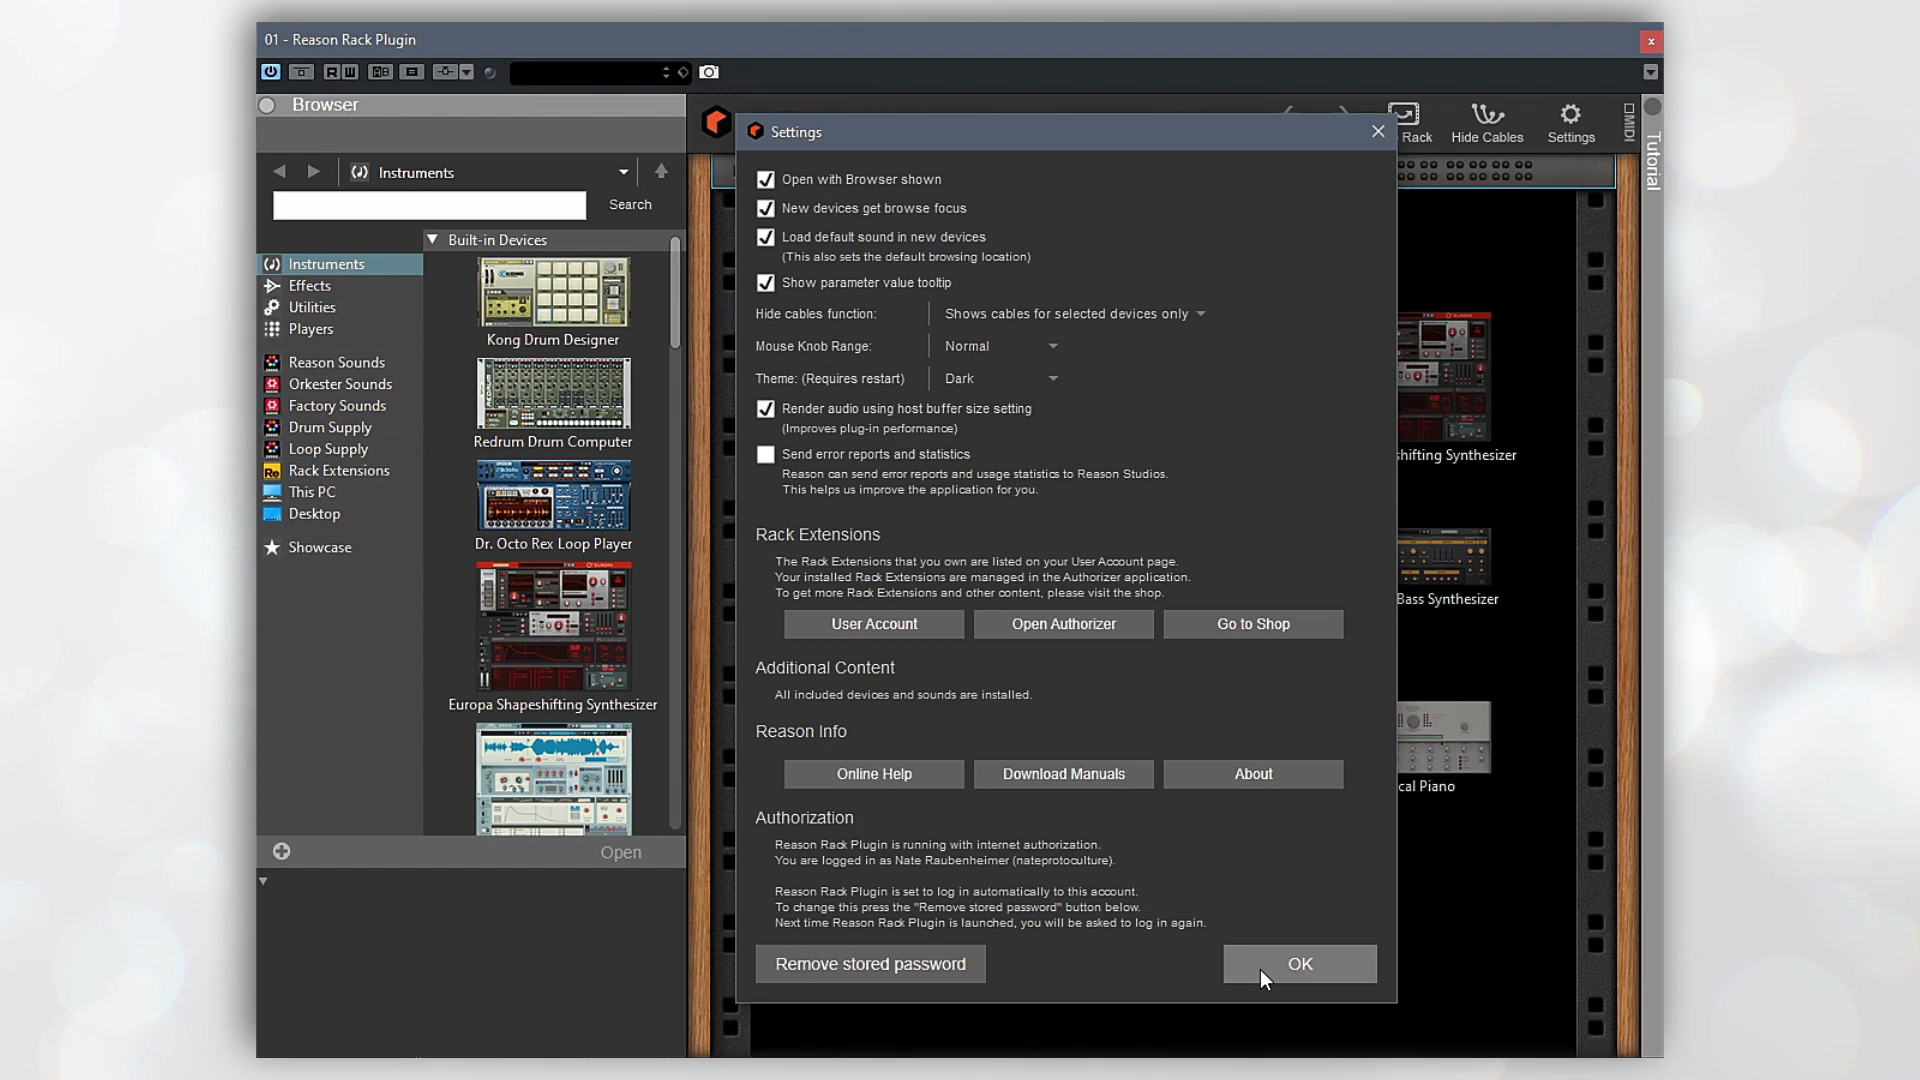 01 - Reason Rack Plugin
x
R W
Browser
Instruments
Search
Built-in Devices
Instruments
Effects
Utilities
Players
Reason Sounds
Orkester Sounds
Factory Sounds
Drum Supply
Loop Supply
Rack Extensions
This PC
Desktop
Showcase
Kong Drum Designer
Redrum Drum Computer
Dr. Octo Rex Loop Player
Europa Shapeshifting Synthesizer
Open
Rack
Hide Cables
Settings
MIDI
Tutorial
hifting Synthesizer
Bass Synthesizer
cal Piano
Settings
Open with Browser shown
New devices get browse focus
Load default sound in new devices
(This also sets the default browsing location)
Show parameter value tooltip
Hide cables function:
Shows cables for selected devices only
Mouse Knob Range:
Normal
Theme: (Requires restart)
Dark
Render audio using host buffer size setting
(Improves plug-in performance)
Send error reports and statistics
Reason can send error reports and usage statistics to Reason Studios.
This helps us improve the application for you.
Rack Extensions
The Rack Extensions that you own are listed on your User Account page.
Your installed Rack Extensions are managed in the Authorizer application.
To get more Rack Extensions and other content, please visit the shop.
User Account
Open Authorizer
Go to Shop
Additional Content
All included devices and sounds are installed.
Reason Info
Online Help
Download Manuals
About
Authorization
Reason Rack Plugin is running with internet authorization.
You are logged in as Nate Raubenheimer (nateprotoculture).
Reason Rack Plugin is set to log in automatically to this account.
To change this press the "Remove stored password" button below.
Next time Reason Rack Plugin is launched, you will be asked to log in again.
Remove stored password
OK